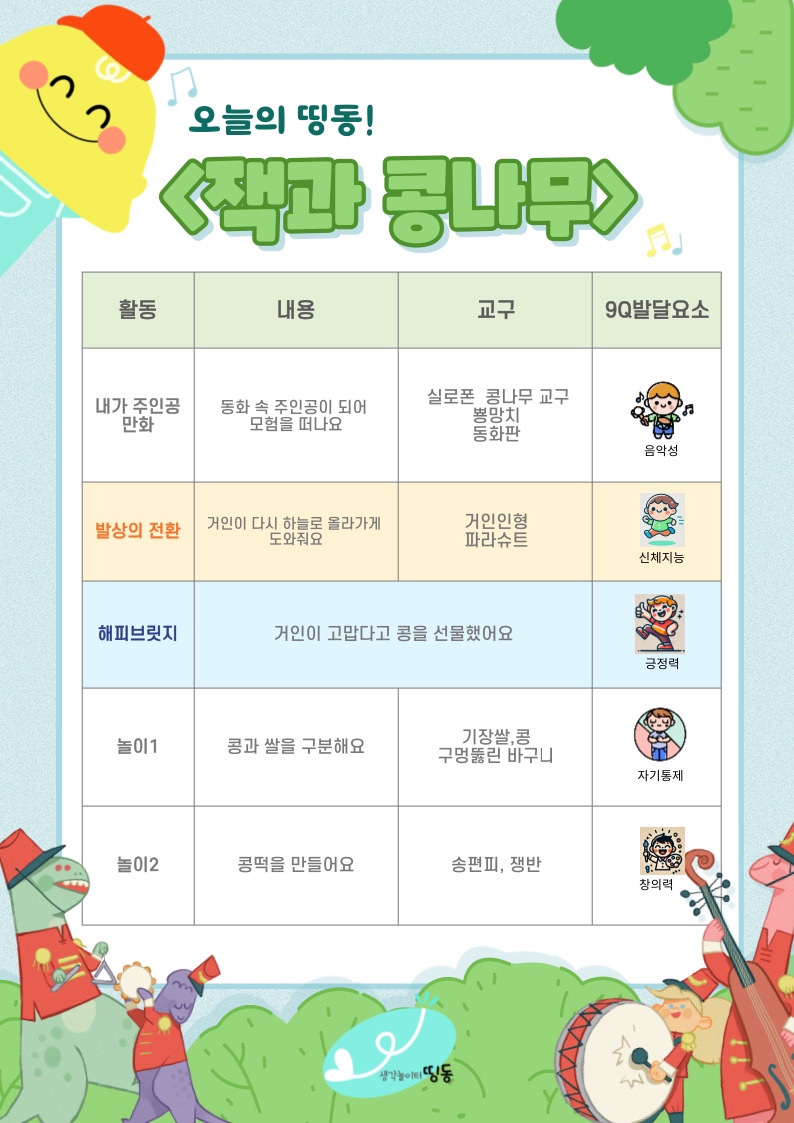 오늘의 띵동!
<잭과 콩나무>
활동 내용 교구 9Q발달요소
내가 주인공
만화
동화 속 주인공이 되어
모험을 떠나요
실로폰 콩나무 교구
뿅망치
동화판
음악성
발상의 전환
거인이 다시 하늘로 올라가게
도와줘요
거인인형
파라슈트
신체지능
해피브릿지
거인이 고맙다고 콩을 선물했어요
긍정력
놀이1
콩과 쌀을 구분해요
기장쌀,콩
구멍뚫린 바구니
자기통제
놀이2
콩떡을 만들어요
송편피, 쟁반
창의력
생각놀이터 띵동